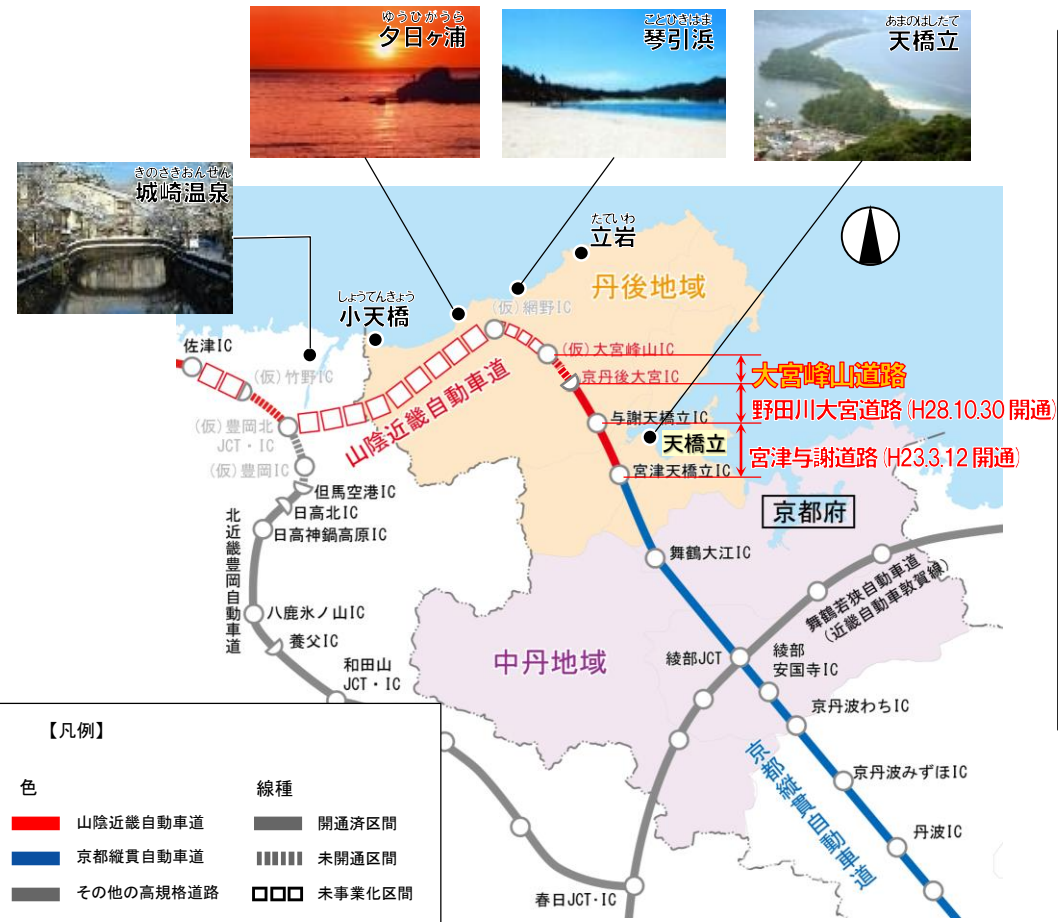 ゆうひがうら
夕日ヶ浦
ことひきはま
琴引浜
あまのはしたて
天橋立
きのさきおんせん
城崎温泉
たていわ
立岩
しょうてんきょう
小天橋
丹後地域
(仮)網野IC
佐津IC
(仮)竹野IC
(仮)大宮峰山IC
京丹後大宮IC
大宮峰山道路
山陰近畿自動車道
与謝天橋立IC
野田川大宮道路(H28.10.30開通)
(仮)豊岡北
JCT・IC
天橋立
宮津与謝道路(H23.3.12開通)
(仮)豊岡IC
宮津天橋立IC
但馬空港IC
日高北IC
京都府
日高神鍋高原IC
北近畿豊岡自動車道
舞鶴大江IC
舞鶴若狭自動車道
(近畿自動車敦賀線)
八鹿氷ノ山IC
養父IC
和田山
JCT・IC
中丹地域
綾部JCT
綾部
安国寺IC
京丹波わちIC
京丹波みずほIC
京都縦貫自動車道
丹波IC
春日JCT・IC
【凡例】
色
線種
山陰近畿自動車道
開通済区間
京都縦貫自動車道
未開通区間
その他の高規格道路
未事業化区間